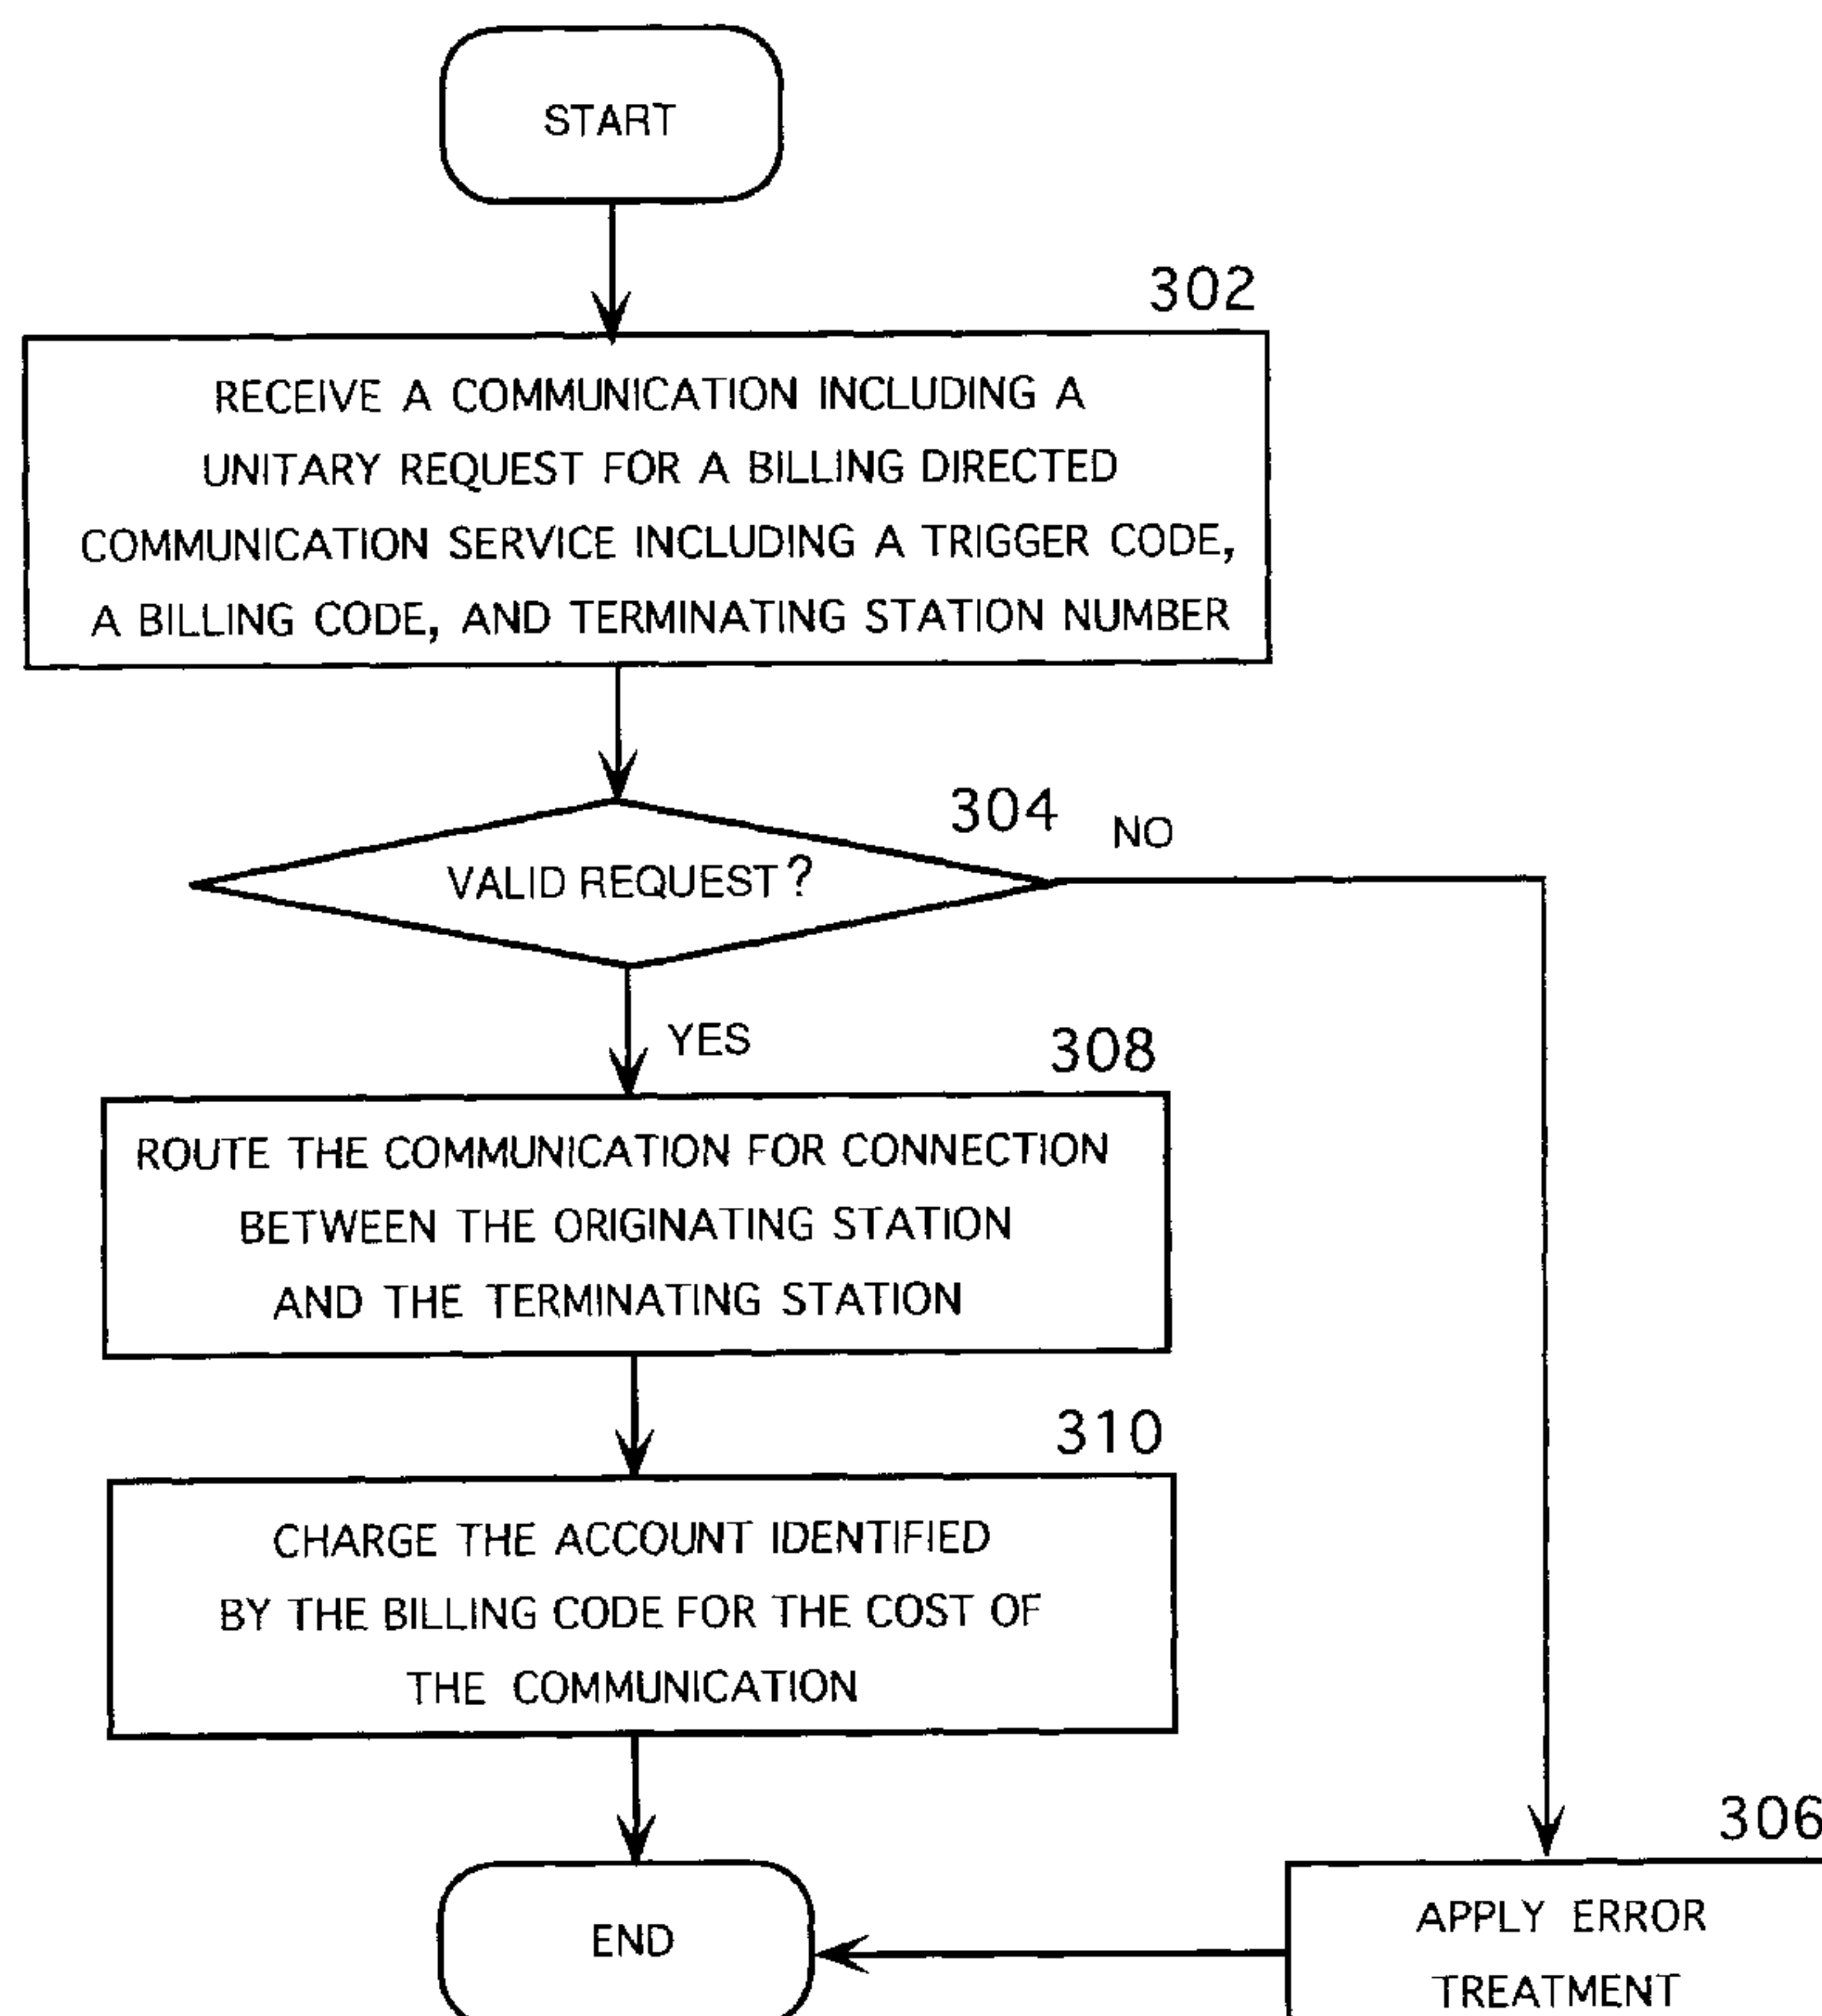 START
302
RECEIVE A COMMUNICATION INCLUDING A
UNITARY REQUEST FOR A BILLING DIRECTED
COMMUNICATION SERVICE INCLUDING A TRIGGER CODE,
A BILLING CODE, AND TERMINATING STATION NUMBER
304
NO
VALID REQUEST?
YES
308
ROUTE THE COMMUNICATION FOR CONNECTION
BETWEEN THE ORIGINATING STATION
AND THE TERMINATING STATION
310
CHARGE THE ACCOUNT IDENTIFIED
BY THE BILLING CODE FOR THE COST OF
THE COMMUNICATION
306
END
APPLY ERROR
TREATMENT